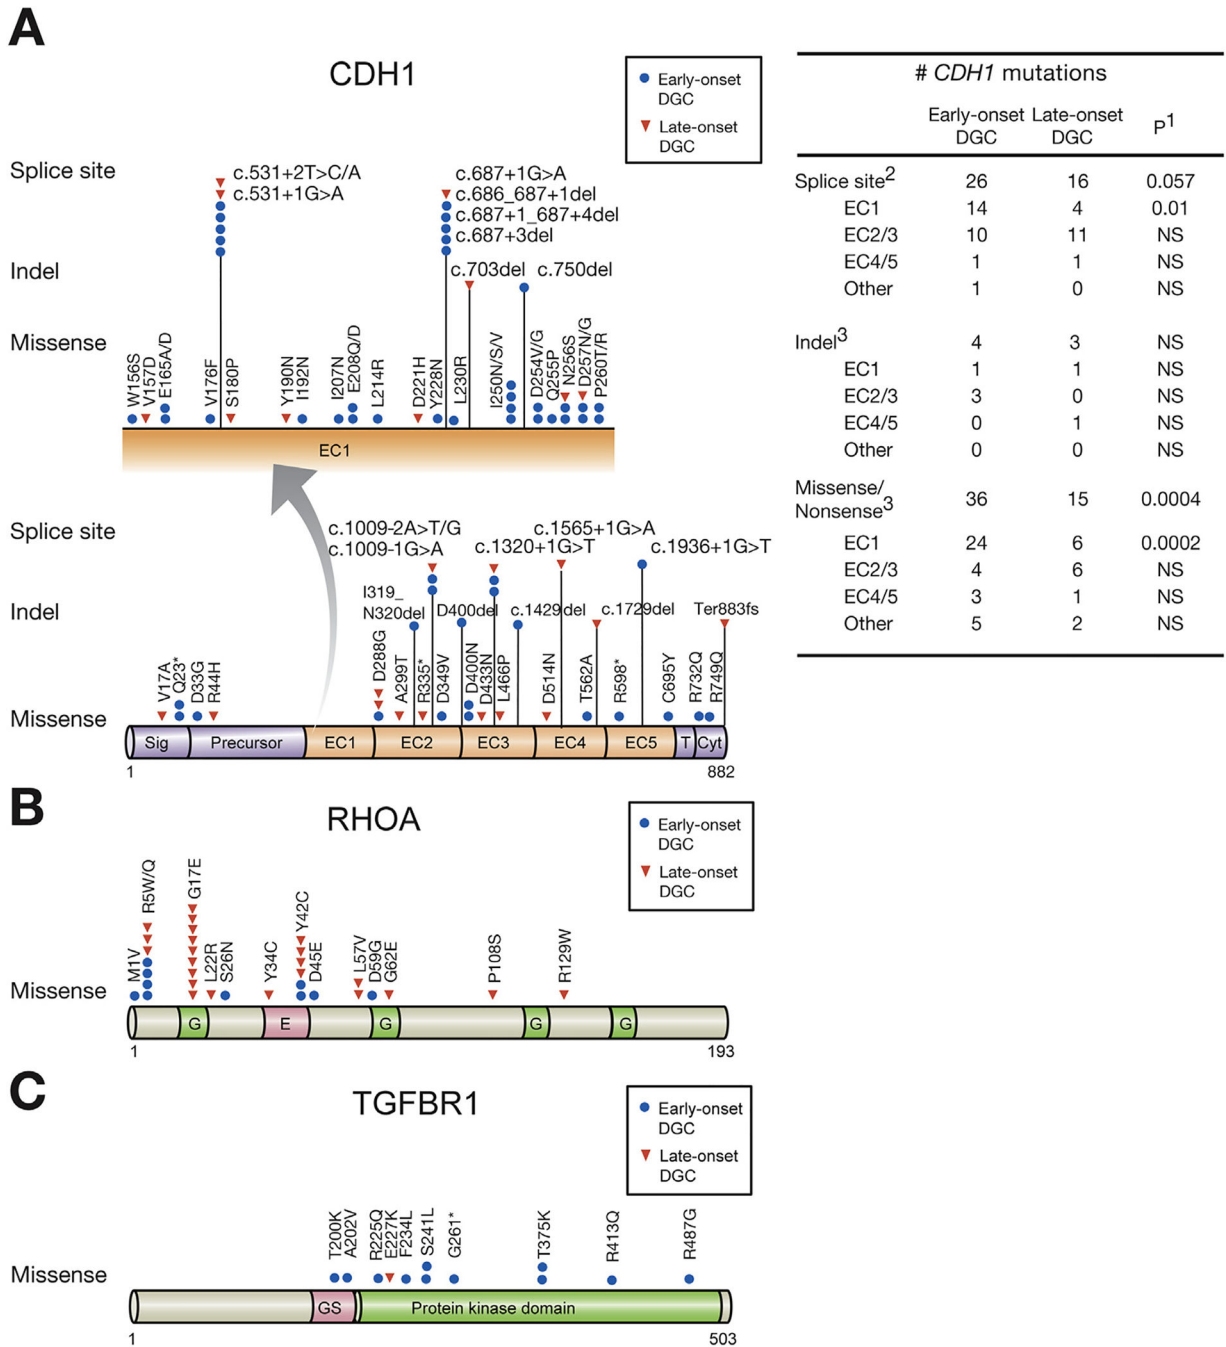 A
CDH1
Early-onset
DGC
Late-onset
DGC
Splice site
c.531+2T>C/A
c.531+1G>A
c.687+1G>A
c.686_687+1del
c.687+1_687+4del
c.687+3del
Indel
c.703del c.750del
Missense
W156S
V157D
E165A/D
V176F
S180P
Y190N
I192N
I207N
E208Q/D
L214R
D221H
Y228N
L230R
I250N/S/V
D254V/G
Q255P
N256S
D257N/G
P260T/R
EC1
Splice site
c.1009-2A>T/G
c.1009-1G>A
c.1320+1G>T
c.1565+1G>A
c.1936+1G>T
Indel
I319_
N320del
D400del
c.1429del
c.1729del
Ter883fs
Missense
V17A
Q23*
D33G
R44H
D288G
A299T
R335*
D349V
D400N
D433N
L466P
D514N
T562A
R598*
C695Y
R732Q
R749Q
Sig Precursor EC1 EC2 EC3 EC4 EC5 T Cyt
1 882
# CDH1 mutations
Early-onset Late-onset
DGC DGC P1
Splice site2 26 16 0.057
EC1 14 4 0.01
EC2/3 10 11 NS
EC4/5 1 1 NS
Other 1 0 NS
Indel3 4 3 NS
EC1 1 1 NS
EC2/3 3 0 NS
EC4/5 0 1 NS
Other 0 0 NS
Missense/
Nonsense3 36 15 0.0004
EC1 24 6 0.0002
EC2/3 4 6 NS
EC4/5 3 1 NS
Other 5 2 NS
B
RHOA
Early-onset
DGC
Late-onset
DGC
Missense
M1V
R5W/Q
G17E
L22R
S26N
Y34C
Y42C
D45E
L57V
D59G
G62E
P108S
R129W
G E G G G
1 193
C
TGFBR1
Early-onset
DGC
Late-onset
DGC
Missense
T200K
A202V
R225Q
E227K
F234L
S241L
G261*
T375K
R413Q
R487G
GS Protein kinase domain
1 503